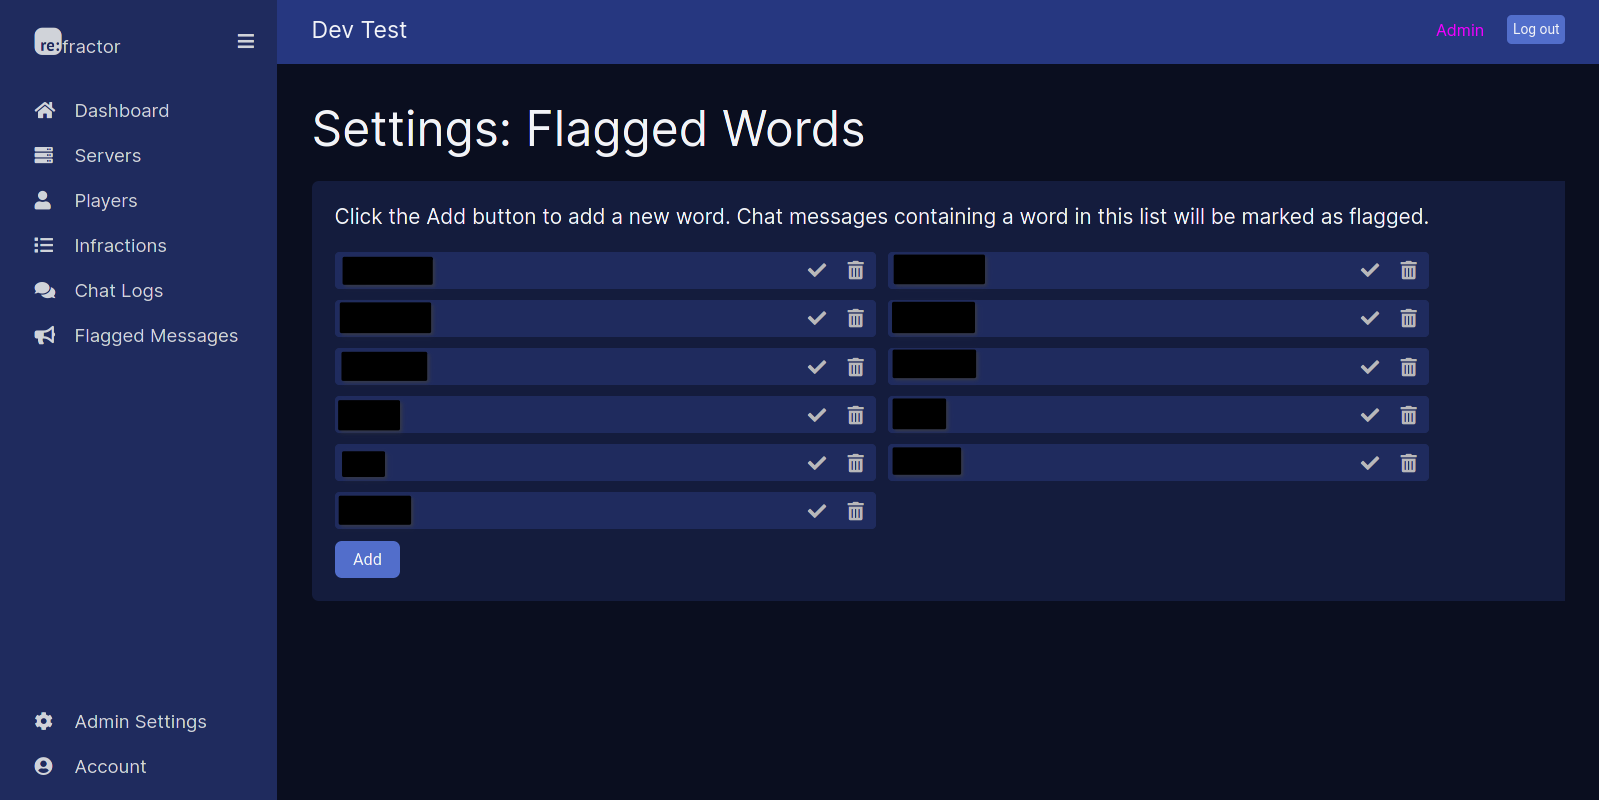 re:fractor
Dashboard
Servers
Players
Infractions
Chat Logs
Flagged Messages
Admin Settings
Account
Dev Test
Admin
Log out
Settings: Flagged Words
Click the Add button to add a new word. Chat messages containing a word in this list will be marked as flagged.
Add